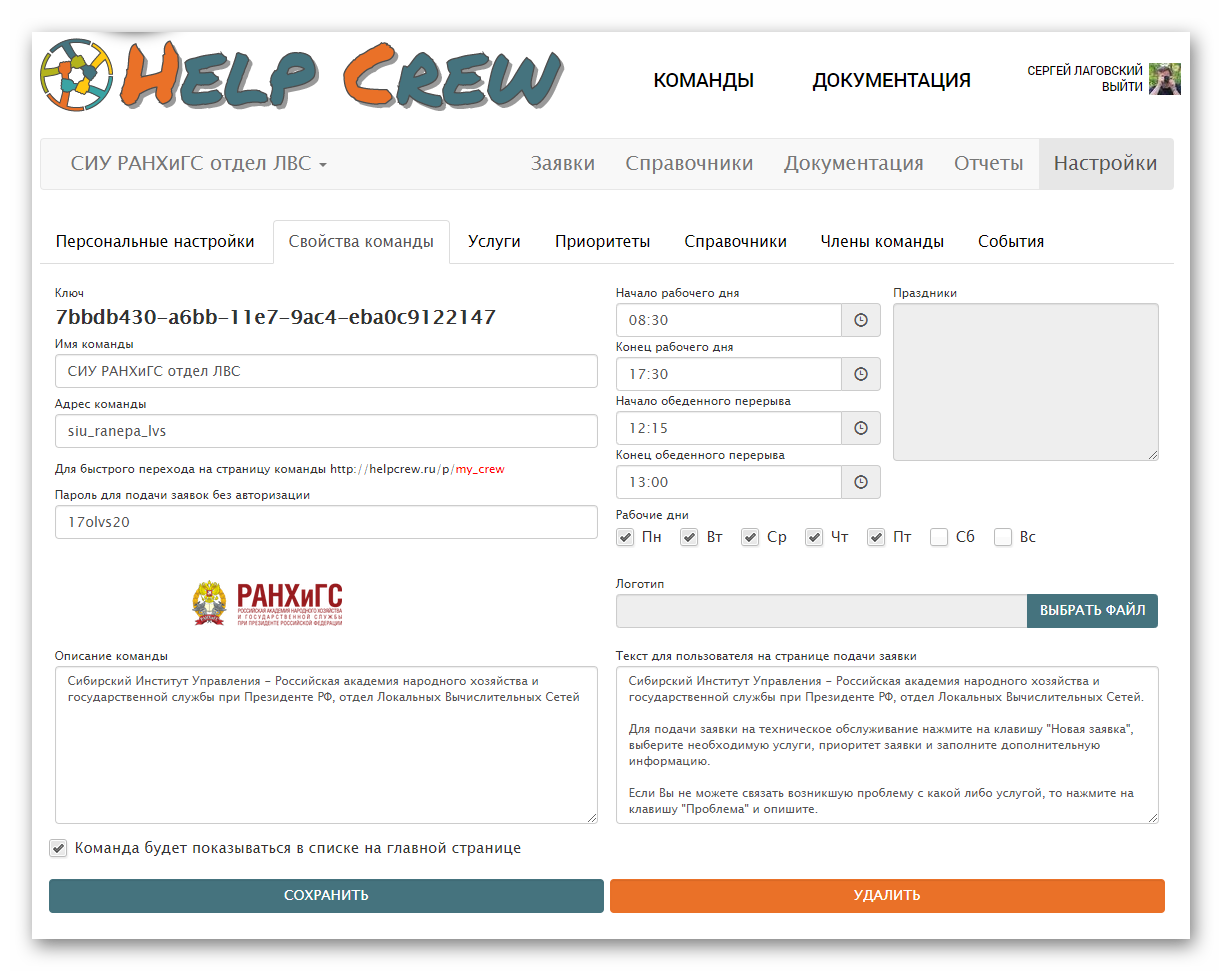 HELP CREW
КОМАНДЫ
ДОКУМЕНТАЦИЯ
СЕРГЕЙ ЛАГОВСКИЙ
ВЫЙТИ
СИУ РАНХиГС отдел ЛВС
Заявки
Справочники
Документация
Отчеты
Настройки
Персональные настройки
Свойства команды
Услуги
Приоритеты
Справочники
Члены команды
События
Ключ
7bbdb430-a6bb-11e7-9ac4-eba0c9122147
Имя команды
СИУ РАНХиГС отдел ЛВС
Адрес команды
siu_ranepa_lvs
Для быстрого перехода на страницу команды http://helpcrew.ru/p/my_crew
Пароль для подачи заявок без авторизации
17olvs20
Начало рабочего дня
08:30
Конец рабочего дня
17:30
Начало обеденного перерыва
12:15
Конец обеденного перерыва
13:00
Праздники
Рабочие дни
Пн Вт Ср Чт Пт Сб Вс
РАНХиГС
РОССИЙСКАЯ АКАДЕМИЯ НАРОДНОГО ХОЗЯЙСТВА
И ГОСУДАРСТВЕННОЙ СЛУЖБЫ
ПРИ ПРЕЗИДЕНТЕ РОССИЙСКОЙ ФЕДЕРАЦИИ
Логотип
ВЫБРАТЬ ФАЙЛ
Описание команды
Сибирский Институт Управления - Российская академия народного хозяйства и
государственной службы при Президенте РФ, отдел Локальных Вычислительных Сетей
Текст для пользователя на странице подачи заявки
Сибирский Институт Управления - Российская академия народного хозяйства и
государственной службы при Президенте РФ, отдел Локальных Вычислительных Сетей.
Для подачи заявки на техническое обслуживание нажмите на клавишу "Новая заявка",
выберите необходимую услуги, приоритет заявки и заполните дополнительную
информацию.
Если Вы не можете связать возникшую проблему с какой либо услугой, то нажмите на
клавишу "Проблема" и опишите.
Команда будет показываться в списке на главной странице
СОХРАНИТЬ
УДАЛИТЬ